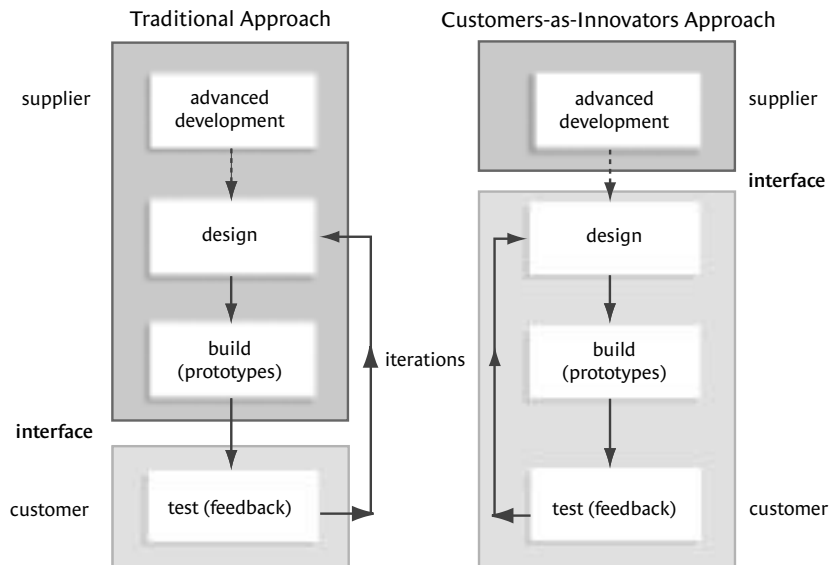 Traditional Approach
supplier
advanced
development
design
build
(prototypes)
iterations
interface
customer
test (feedback)
Customers-as-Innovators Approach
advanced
development
supplier
interface
design
build
(prototypes)
test (feedback)
customer